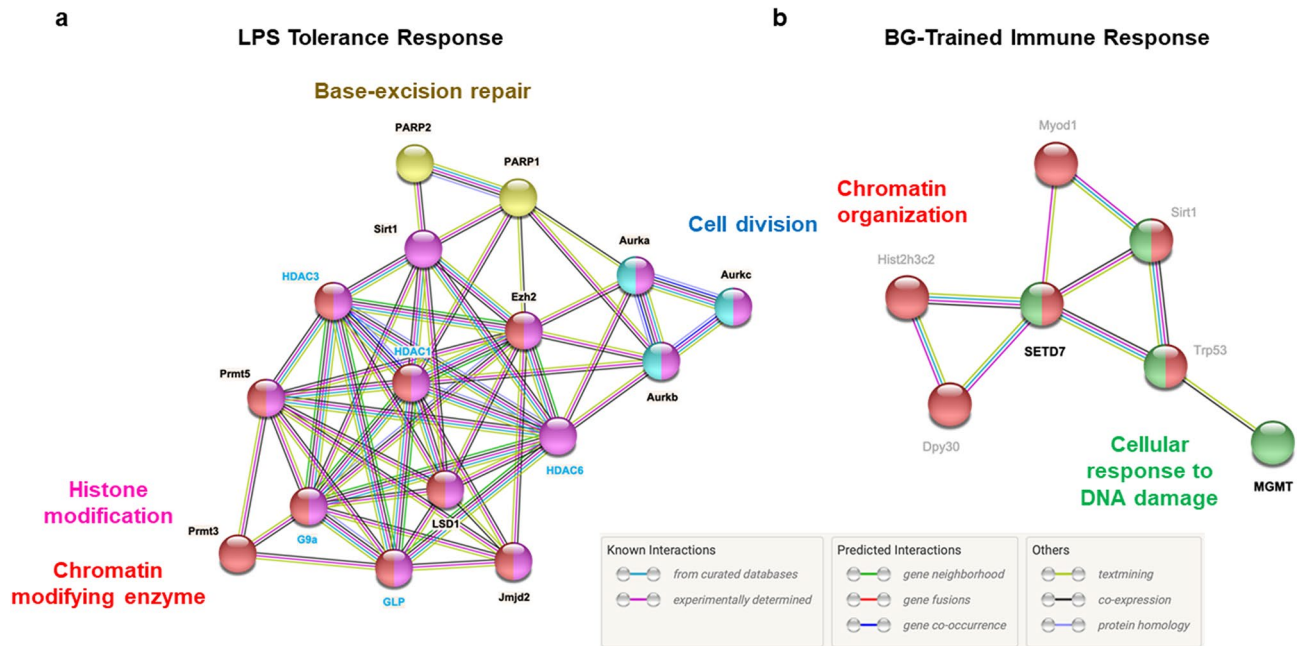 a
LPS Tolerance Response
Base-excision repair
PARP2
PARP1
Sirt1
Cell division
Aurka
Aurkc
HDAC3
Ezh2
HDAC1
Prmt5
Aurkb
HDAC6
Histone
modification
LSD1
Prmt3
G9a
Chromatin
modifying enzyme
GLP
Jmjd2
b
BG-Trained Immune Response
Myod1
Chromatin
organization
Sirt1
Hist2h3c2
SETD7
Trp53
Dpy30
Cellular
response to
DNA damage
MGMT
Known Interactions
from curated databases
experimentally determined
Predicted Interactions
gene neighborhood
gene fusions
gene co-occurrence
Others
textmining
co-expression
protein homology